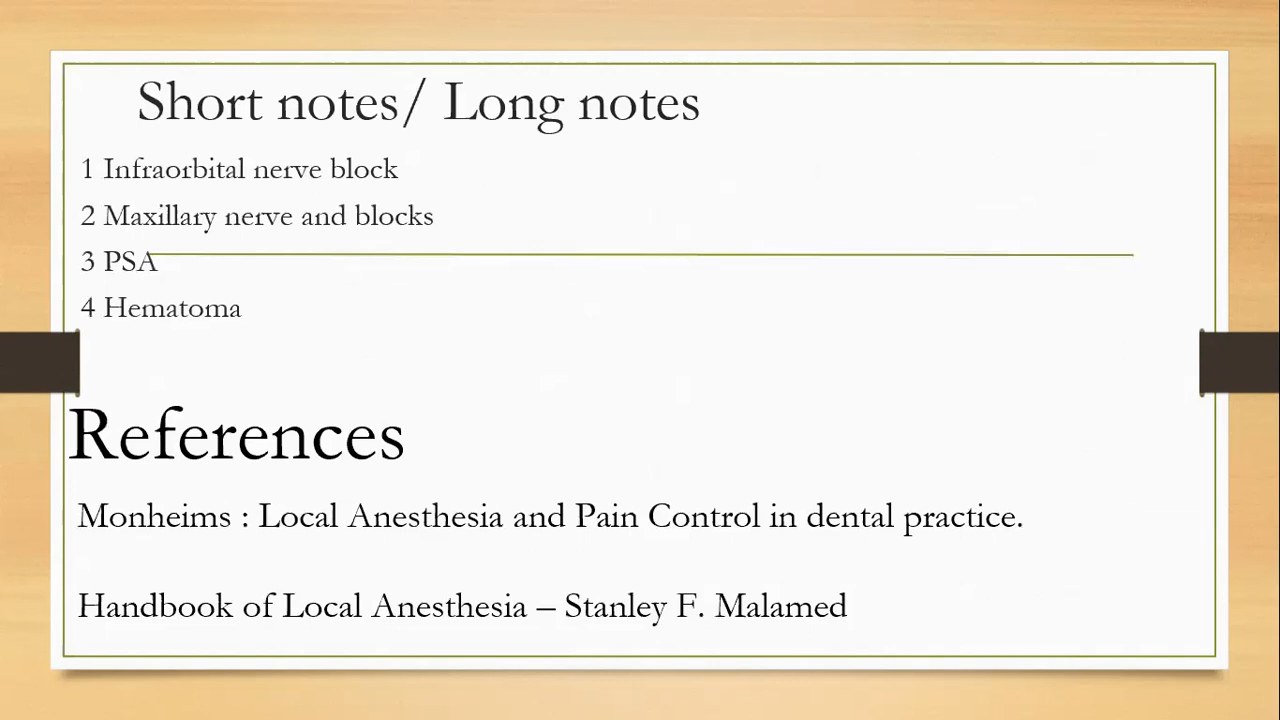 Short notes/ Long notes
1 Infraorbital nerve block
2 Maxillary nerve and blocks
3 PSA
4 Hematoma
References
Monheims : Local Anesthesia and Pain Control in dental practice.
Handbook of Local Anesthesia – Stanley F. Malamed